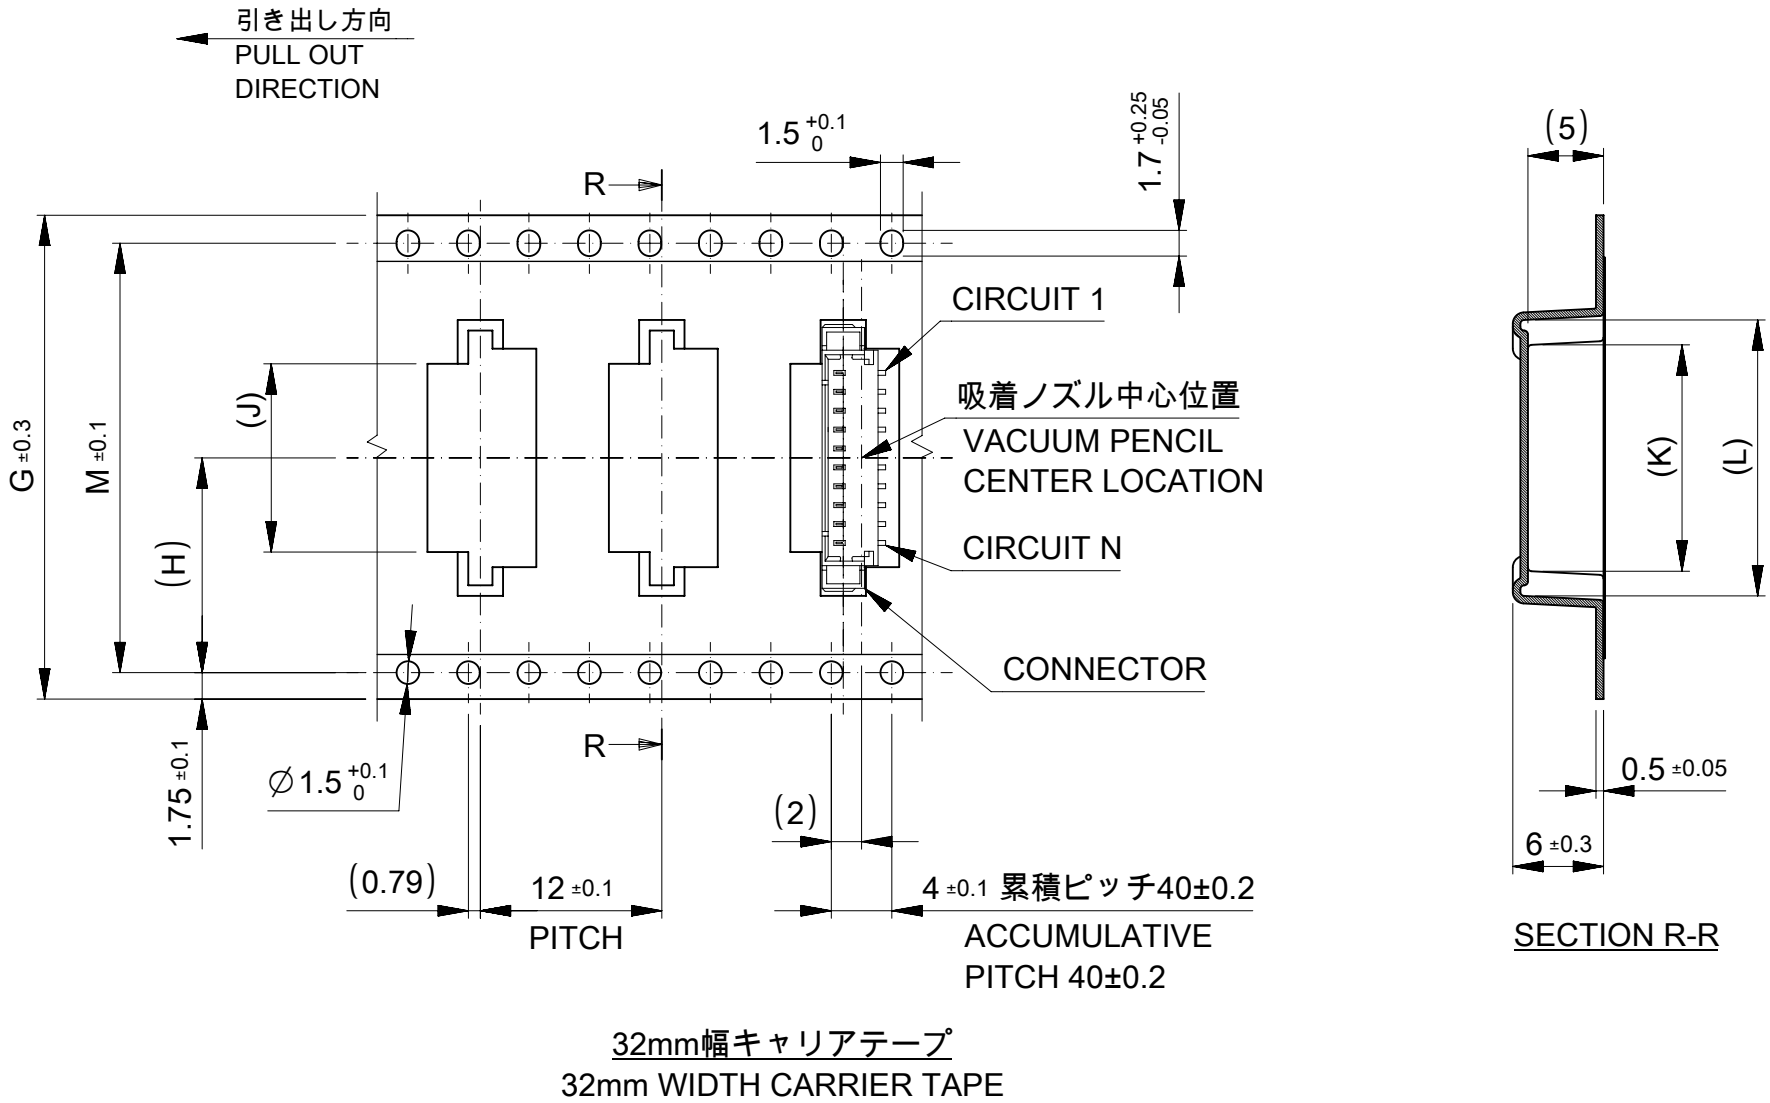 引き出し方向
PULL OUT
DIRECTION
1.5 +0.1 0
1.7 +0.25 -0.05
(5)
R
CIRCUIT 1
吸着ノズル中心位置
VACUUM PENCIL
CENTER LOCATION
CIRCUIT N
CONNECTOR
G ±0.3
M ±0.1
(J)
(H)
(K)
(L)
R
1.75 ±0.1
∅1.5 +0.1 0
(2)
0.5 ±0.05
6 ±0.3
(0.79)
12 ±0.1
PITCH
4 ±0.1 累積ピッチ40±0.2
ACCUMULATIVE
PITCH 40±0.2
SECTION R-R
32mm幅キャリアテープ
32mm WIDTH CARRIER TAPE